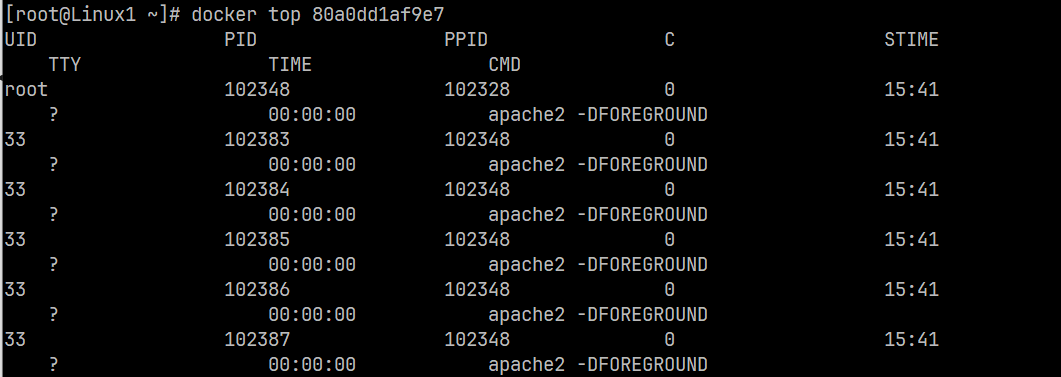 [root@Linux1 ~]# docker top 80a0dd1af9e7
UID                 PID                 PPID                C                   STIME
    TTY                 TIME                CMD
root                102348              102328              0                   15:41
    ?                   00:00:00            apache2 -DFOREGROUND
33                  102383              102348              0                   15:41
    ?                   00:00:00            apache2 -DFOREGROUND
33                  102384              102348              0                   15:41
    ?                   00:00:00            apache2 -DFOREGROUND
33                  102385              102348              0                   15:41
    ?                   00:00:00            apache2 -DFOREGROUND
33                  102386              102348              0                   15:41
    ?                   00:00:00            apache2 -DFOREGROUND
33                  102387              102348              0                   15:41
    ?                   00:00:00            apache2 -DFOREGROUND